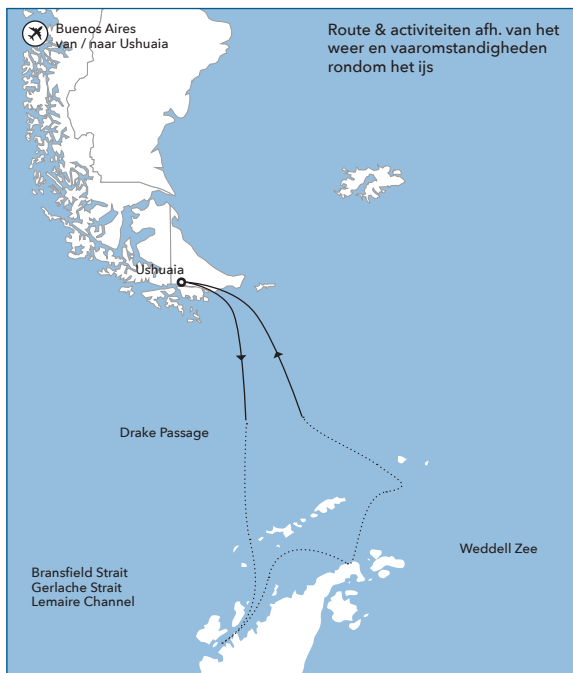 Buenos Aires
van / naar Ushuaia
Route & activiteiten afh. van het
weer en vaaromstandigheden
rondom het ijs
Ushuaia
Drake Passage
Weddell Zee
Bransfield Strait
Gerlache Strait
Lemaire Channel